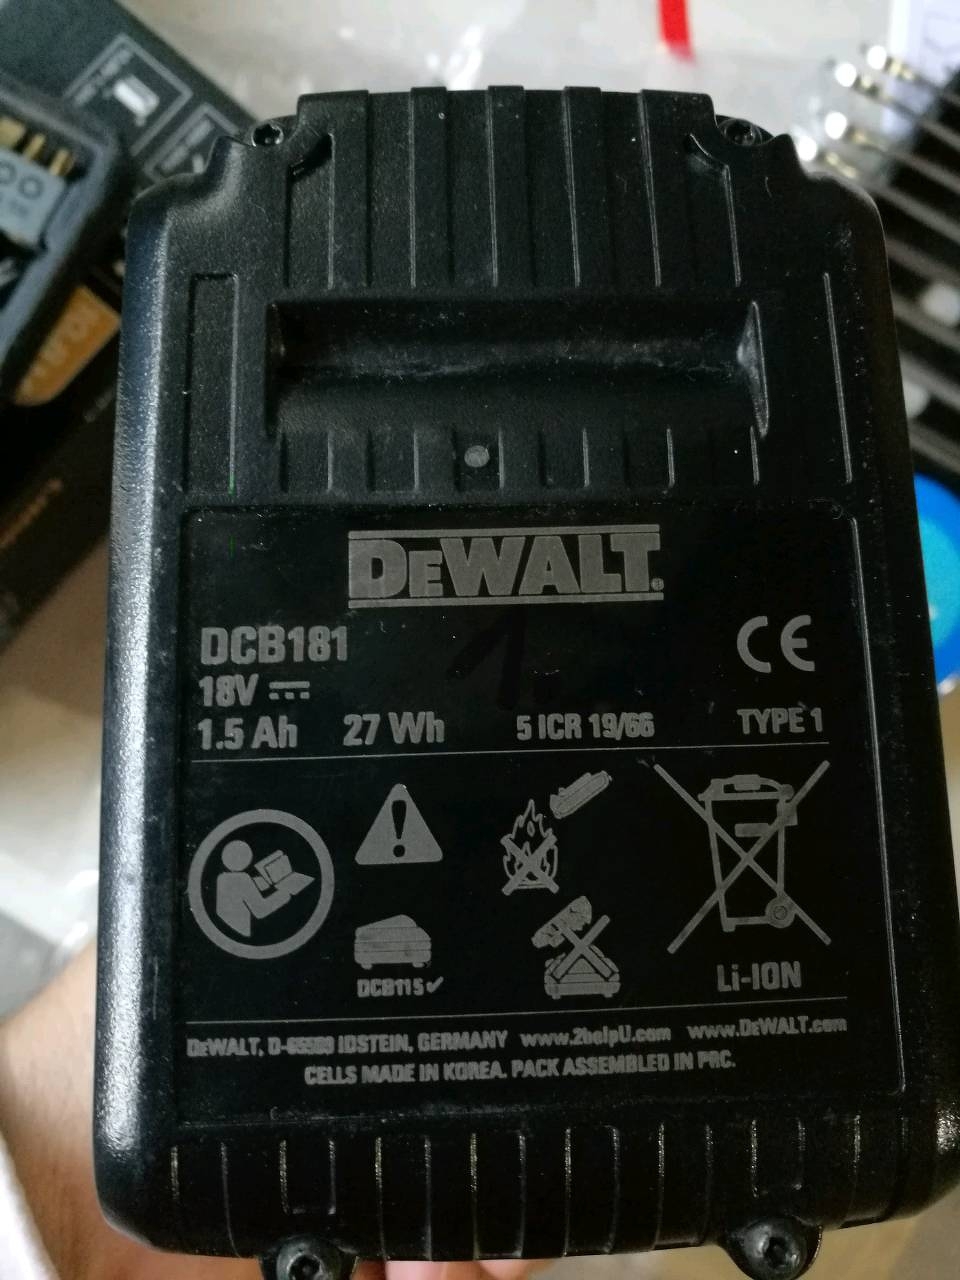 DEWALT®
DCB181
18V
1.5 Ah 27 Wh 5 ICR 19/66 TYPE 1
CE
DCB115✓
Li-ION
DEWALT, IDSTEIN, GERMANY www.2helpU.com www.DEWALT.com
CELLS MADE IN KOREA. PACK ASSEMBLED IN PRC.